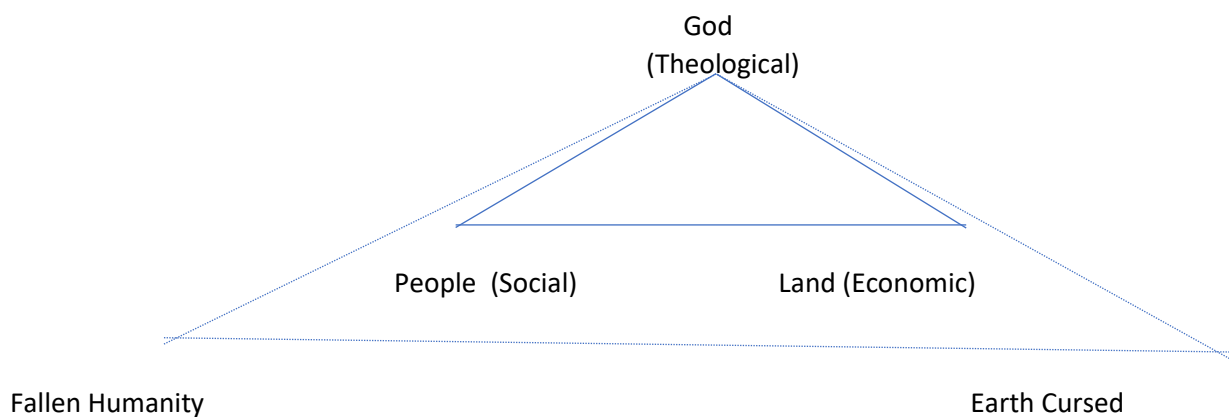 God
(Theological)
People (Social) Land (Economic)
Fallen Humanity Earth Cursed